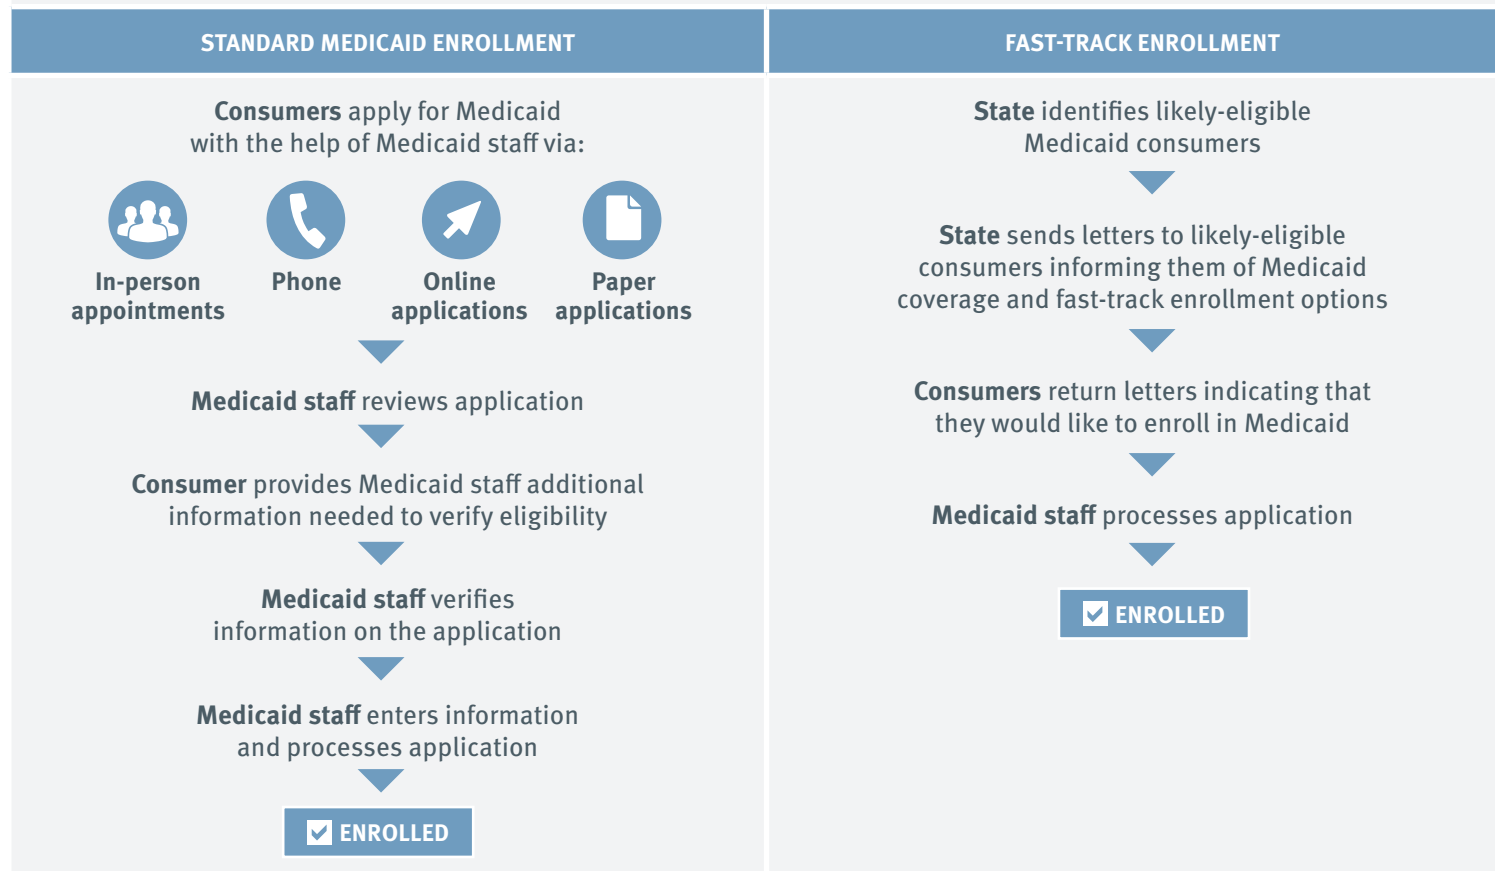 STANDARD MEDICAID ENROLLMENT
Consumers apply for Medicaid
with the help of Medicaid staff via:
In-person
appointments
Phone
Online
applications
Paper
applications
Medicaid staff reviews application
Consumer provides Medicaid staff additional
information needed to verify eligibility
Medicaid staff verifies
information on the application
Medicaid staff enters information
and processes application
ENROLLED
FAST-TRACK ENROLLMENT
State identifies likely-eligible
Medicaid consumers
State sends letters to likely-eligible
consumers informing them of Medicaid
coverage and fast-track enrollment options
Consumers return letters indicating that
they would like to enroll in Medicaid
Medicaid staff processes application
ENROLLED